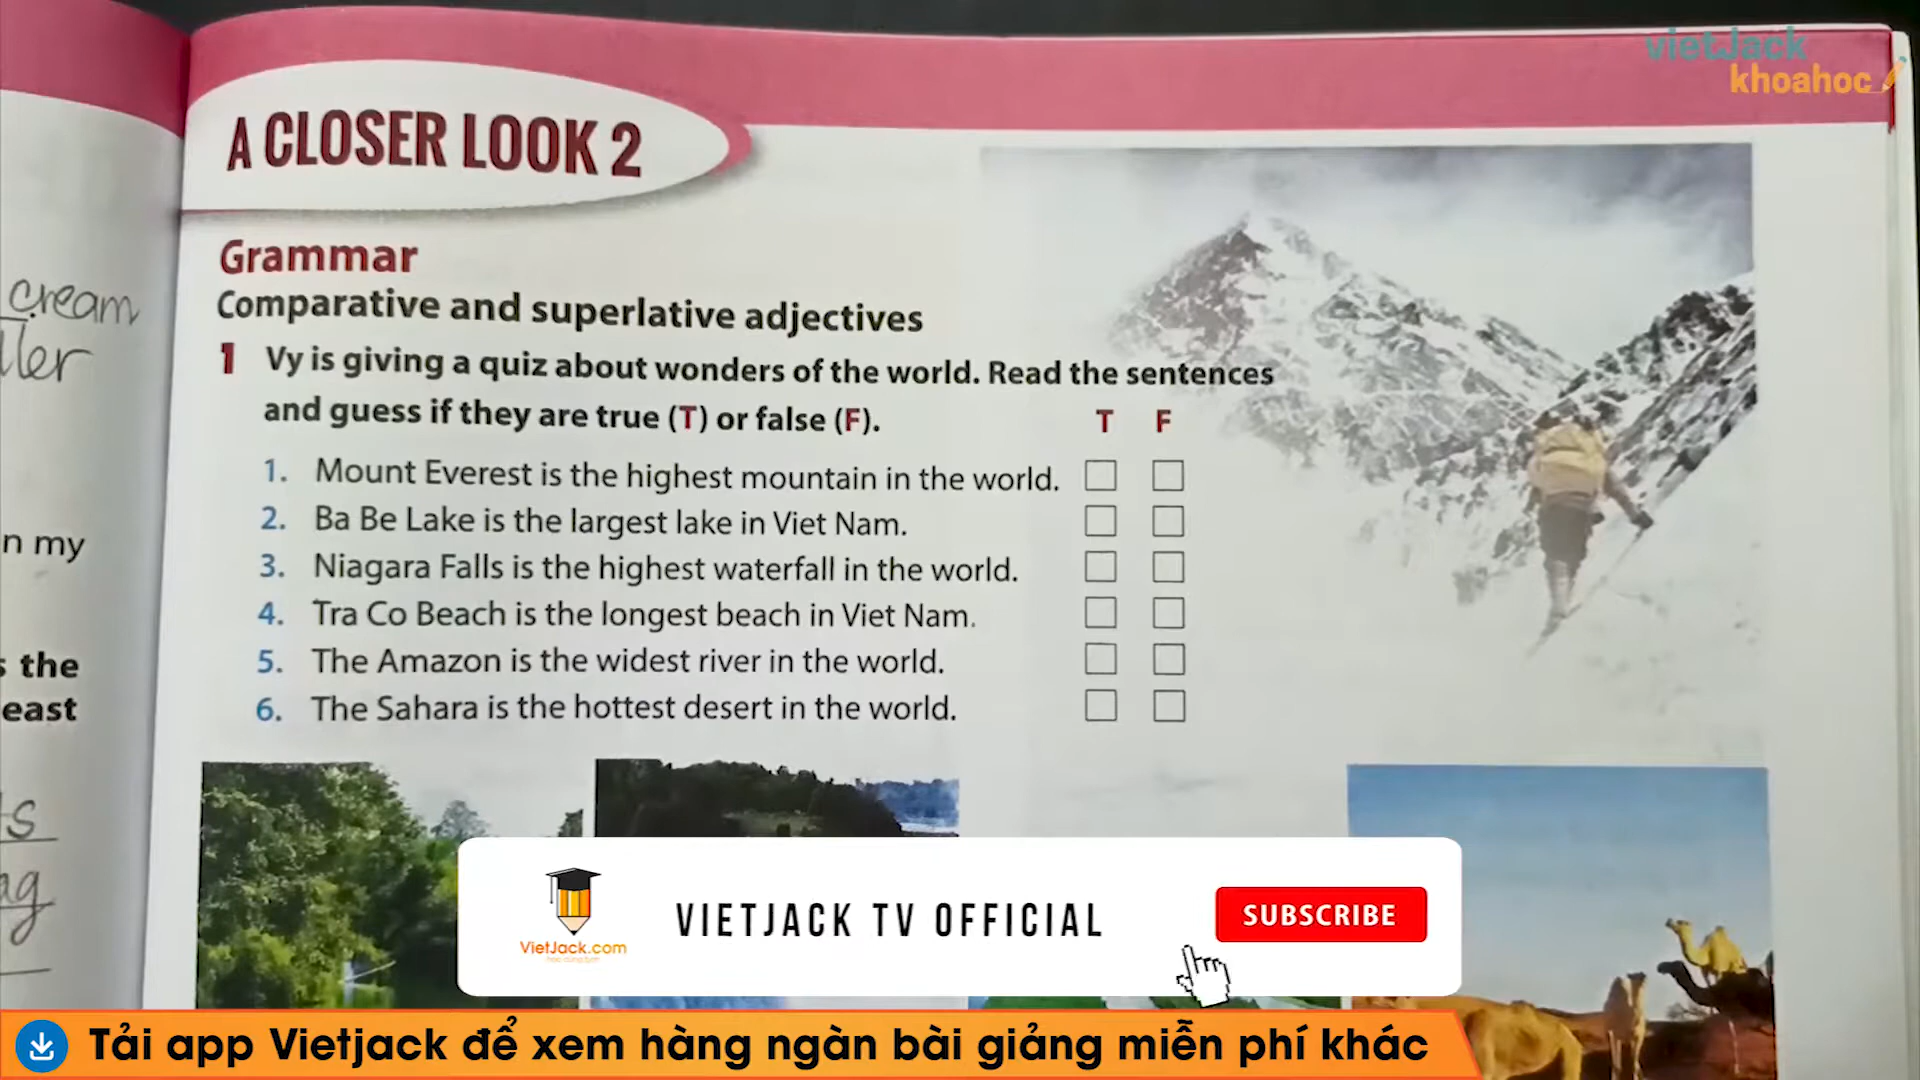 vietJack
khoahoc
A CLOSER LOOK 2
Grammar
Comparative and superlative adjectives
1 Vy is giving a quiz about wonders of the world. Read the sentences
and guess if they are true (T) or false (F).
T F
1. Mount Everest is the highest mountain in the world.
2. Ba Be Lake is the largest lake in Viet Nam.
3. Niagara Falls is the highest waterfall in the world.
4. Tra Co Beach is the longest beach in Viet Nam.
5. The Amazon is the widest river in the world.
6. The Sahara is the hottest desert in the world.
cream
ller
n my
s the
east
VIETJACK TV OFFICIAL
SUBSCRIBE
VietJack.com
Tải app Vietjack để xem hàng ngàn bài giảng miễn phí khác